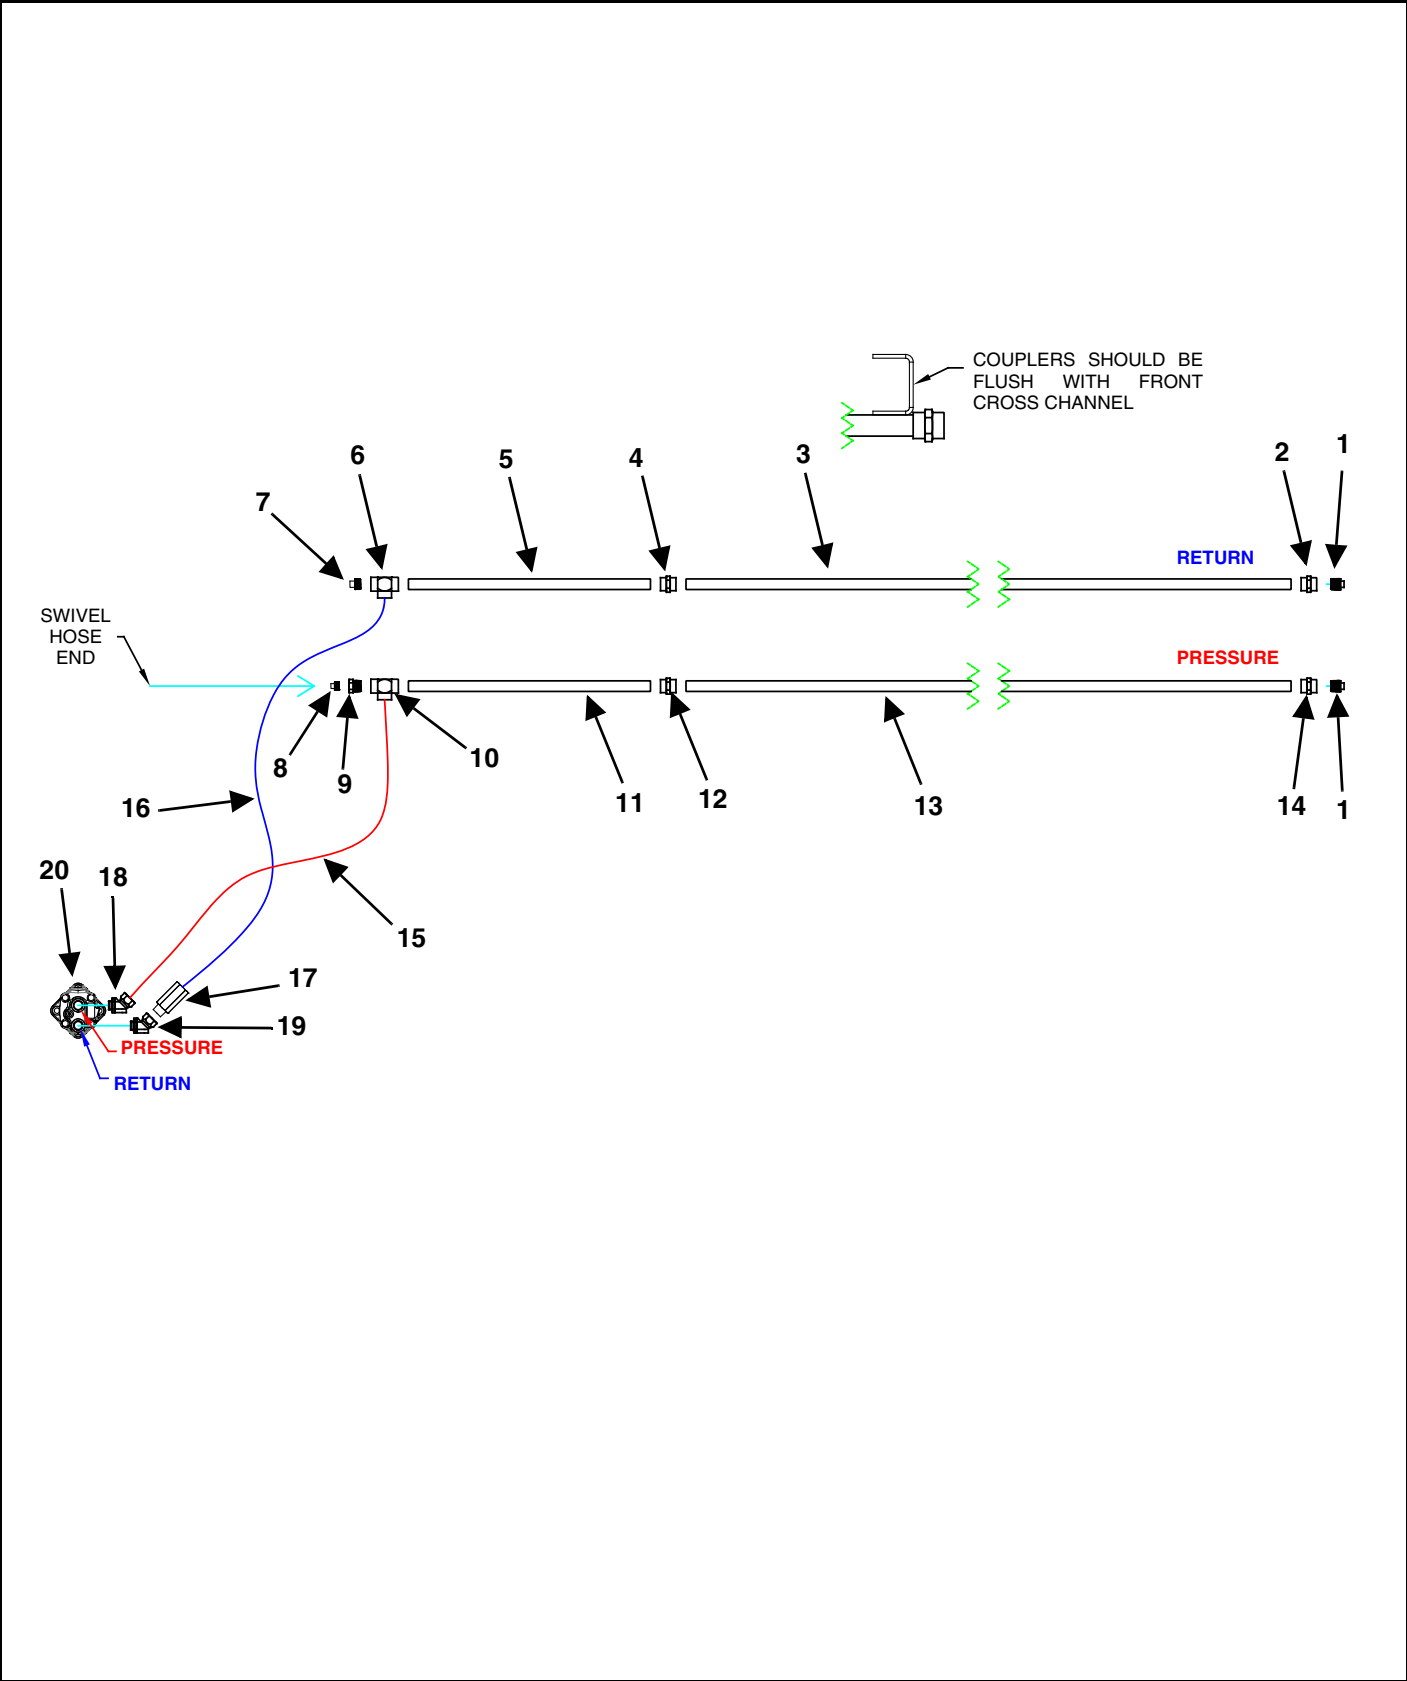 COUPLERS SHOULD BE
FLUSH WITH FRONT
CROSS CHANNEL
6
5
4
3
2
1
7
RETURN
SWIVEL
HOSE
END
PRESSURE
8
9
10
11
12
13
14
1
16
15
20
18
17
19
PRESSURE
RETURN